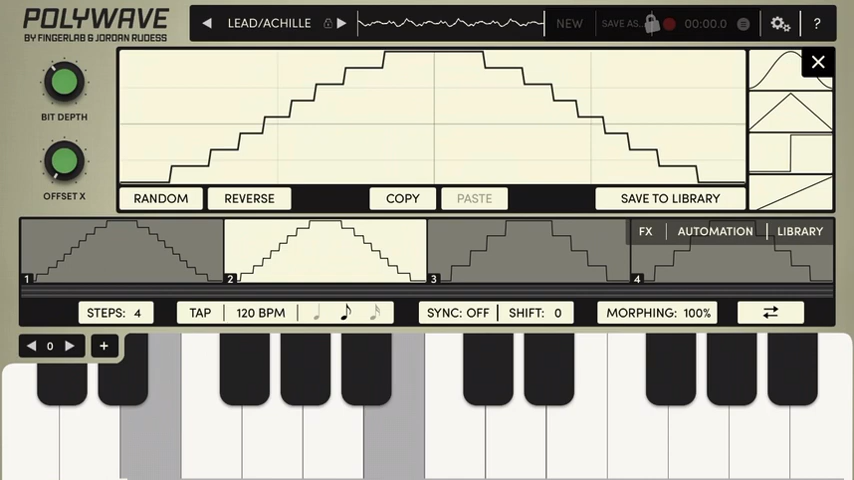 POLYWAVE
BY FINGERLAB & JORDAN RUDESS
LEAD/ACHILLE
NEW
SAVE AS..
00:00.0
?
BIT DEPTH
OFFSET X
RANDOM
REVERSE
COPY
PASTE
SAVE TO LIBRARY
FX
AUTOMATION
LIBRARY
1
2
3
4
STEPS: 4
TAP
120 BPM
SYNC: OFF
SHIFT: 0
MORPHING: 100%
0
+